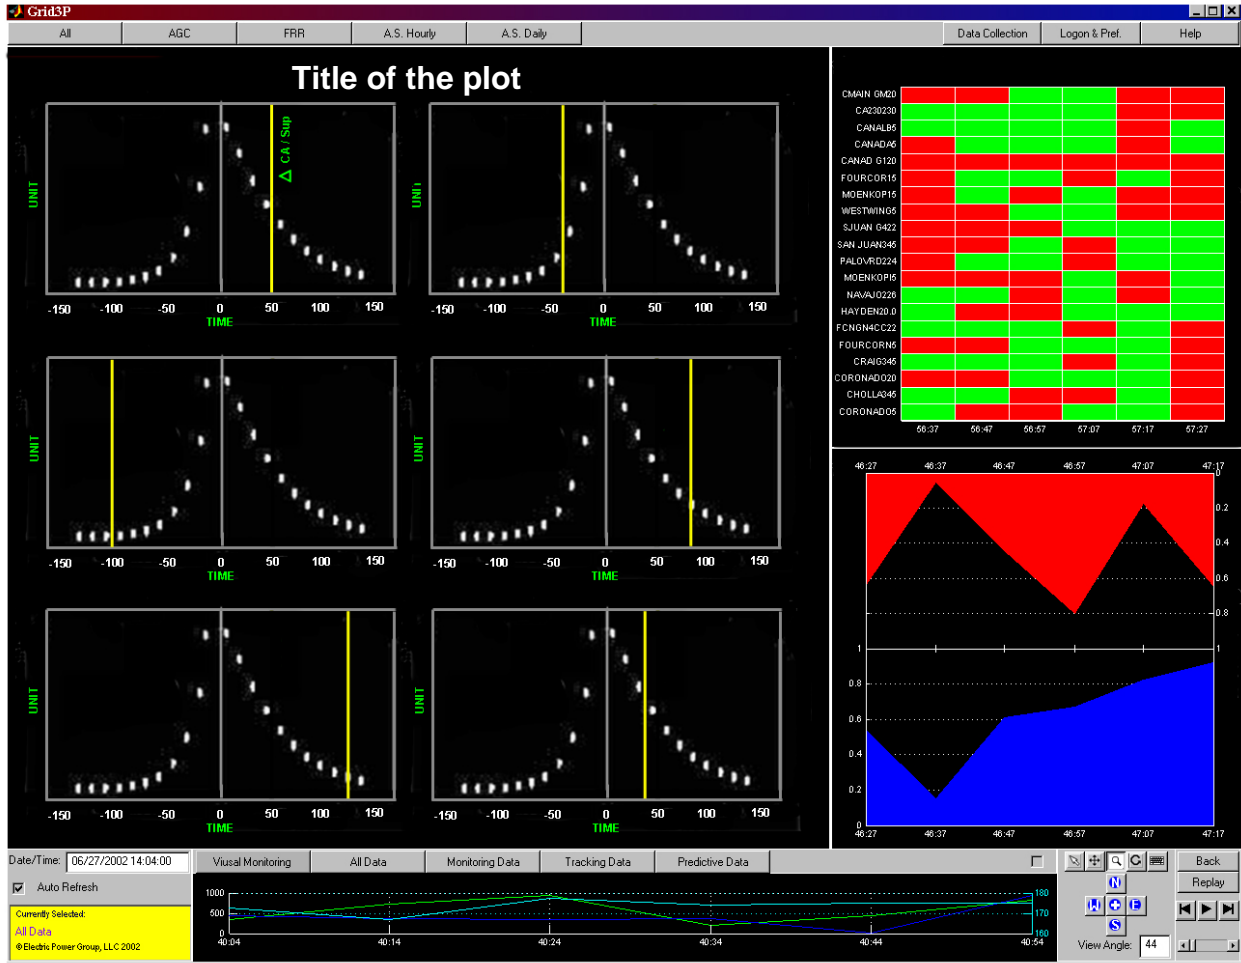 Grid3P
All AGC FRR A.S. Hourly A.S. Daily Data Collection Logon & Pref. Help
Title of the plot
UNIT
Δ CA / Sup
-150 -100 -50 0 50 100 150
TIME
UNIT
-150 -100 -50 0 50 100 150
TIME
UNIT
-150 -100 -50 0 50 100 150
TIME
UNIT
-150 -100 -50 0 50 100 150
TIME
UNIT
-150 -100 -50 0 50 100 150
TIME
UNIT
-150 -100 -50 0 50 100 150
TIME
CMAIN GM20
CA230230
CANALB5
CANADA5
CANAD G120
FOURCOR15
MOENKOP15
WESTWING5
SJUAN G422
SAN JUAN345
PALOVRD224
MOENKOPI5
NAVAJO226
HAYDEN20.0
FCNGN4CC22
FOURCORN5
CRAIG345
CORONADO20
CHOLLA345
CORONADO5
56:37 56:47 56:57 57:07 57:17 57:27
46:27 46:37 46:47 46:57 47:07 47:17
0
0.2
0.4
0.6
0.8
1 1
0.8
0.6
0.4
0.2
0
46:27 46:37 46:47 46:57 47:07 47:17
Date/Time: 06/27/2002 14:04:00
Auto Refresh
Currently Selected:
All Data
©Electric Power Group, LLC 2002
Viusal Monitoring All Data Monitoring Data Tracking Data Predictive Data
1000
500
0
180
170
160
40:04 40:14 40:24 40:34 40:44 40:54
N
W E
S
View Angle: 44
Back
Replay